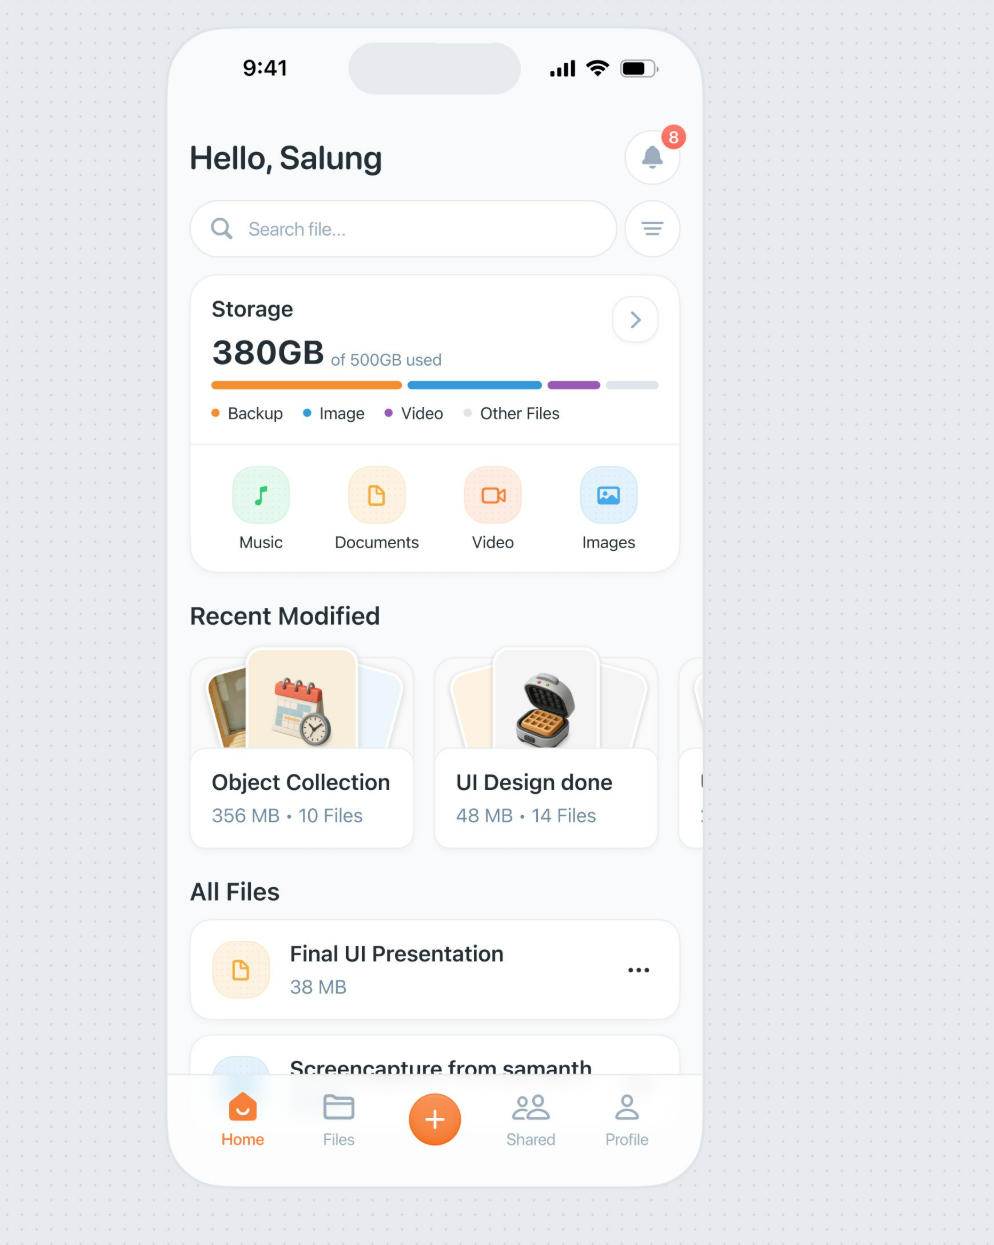 9:41
8
Hello, Salung
Search file...
Storage
380GB of 500GB used
Backup Image Video Other Files
Music Documents Video Images
Recent Modified
Object Collection
356 MB • 10 Files
UI Design done
48 MB • 14 Files
All Files
Final UI Presentation
38 MB
Screencapture from samanth
Home Files Shared Profile